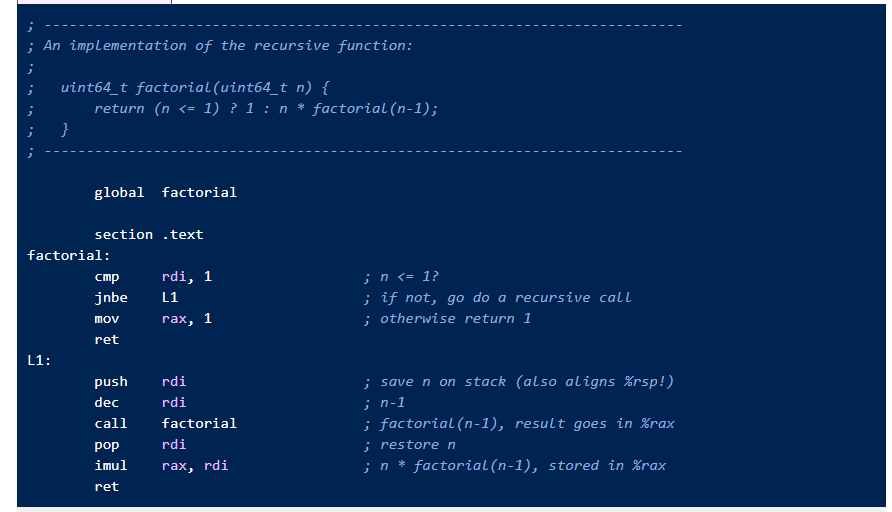 ; ----------------------------------------------------------------------------
; An implementation of the recursive function:
;
;   uint64_t factorial(uint64_t n) {
;       return (n <= 1) ? 1 : n * factorial(n-1);
;   }
; ----------------------------------------------------------------------------
        global  factorial
        section .text
factorial:
        cmp     rdi, 1                  ; n <= 1?
        jnbe    L1                      ; if not, go do a recursive call
        mov     rax, 1                  ; otherwise return 1
        ret
L1:
        push    rdi                     ; save n on stack (also aligns %rsp!)
        dec     rdi                     ; n-1
        call    factorial               ; factorial(n-1), result goes in %rax
        pop     rdi                     ; restore n
        imul    rax, rdi                ; n * factorial(n-1), stored in %rax
        ret